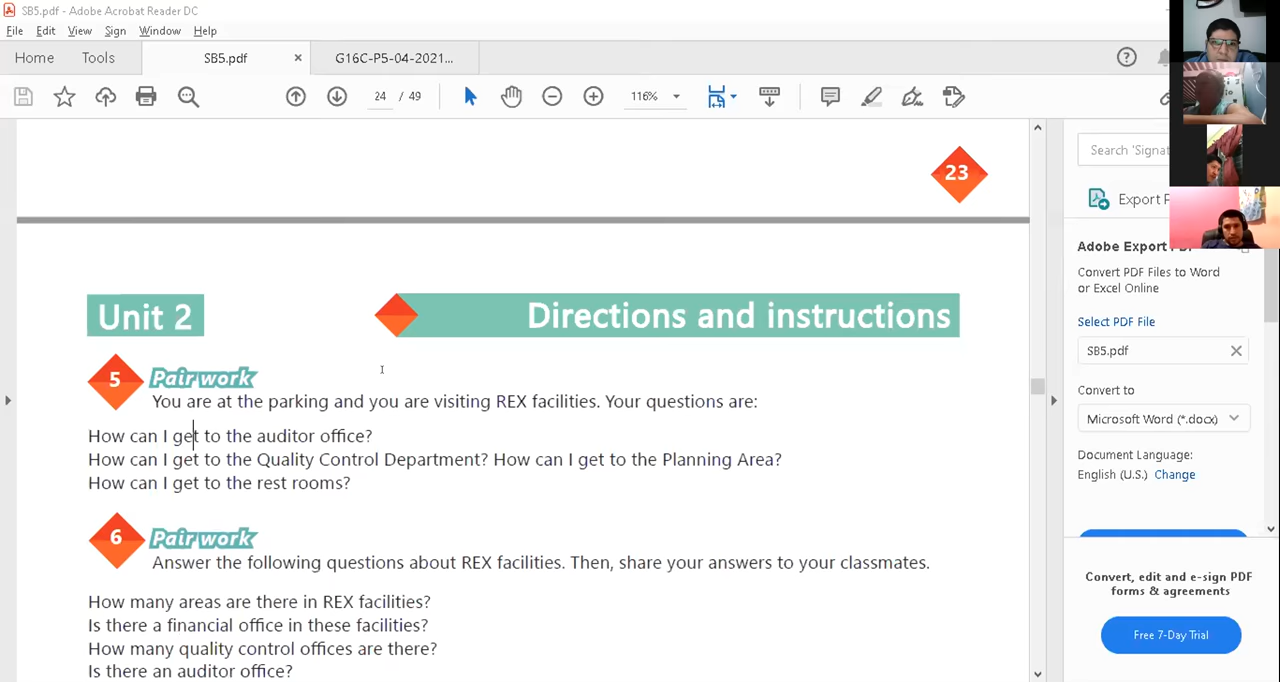 SB5.pdf - Adobe Acrobat Reader DC
File Edit View Sign Window Help
Home Tools SB5.pdf × G16C-P5-04-2021...
24 / 49 116%
23
Unit 2 Directions and instructions
5 Pair work
You are at the parking and you are visiting REX facilities. Your questions are:
How can I get to the auditor office?
How can I get to the Quality Control Department? How can I get to the Planning Area?
How can I get to the rest rooms?
6 Pair work
Answer the following questions about REX facilities. Then, share your answers to your classmates.
How many areas are there in REX facilities?
Is there a financial office in these facilities?
How many quality control offices are there?
Is there an auditor office?
Search 'Signat
Export P
Adobe Export
Convert PDF Files to Word
or Excel Online
Select PDF File
SB5.pdf
Convert to
Microsoft Word (*.docx)
Document Language:
English (U.S.) Change
Convert, edit and e-sign PDF
forms & agreements
Free 7-Day Trial